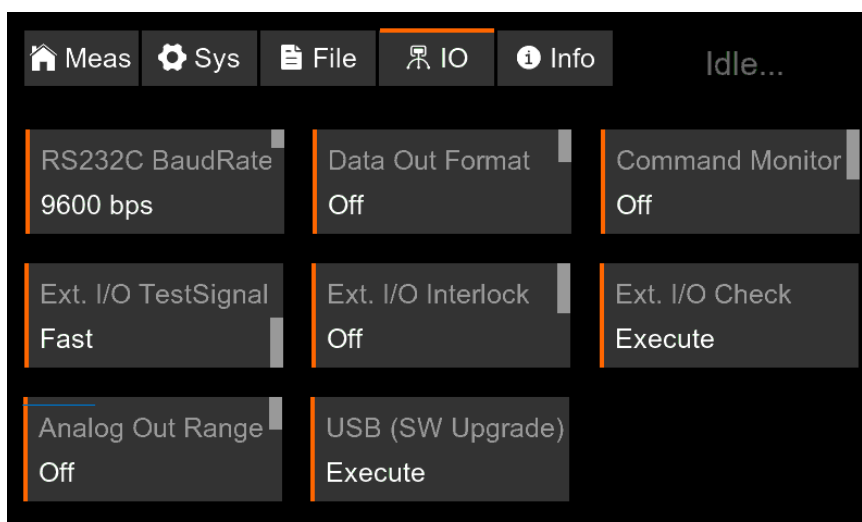 Meas Sys File IO Info Idle...
RS232C BaudRate Data Out Format Command Monitor
9600 bps Off Off
Ext. I/O TestSignal Ext. I/O Interlock Ext. I/O Check
Fast Off Execute
Analog Out Range USB (SW Upgrade)
Off Execute